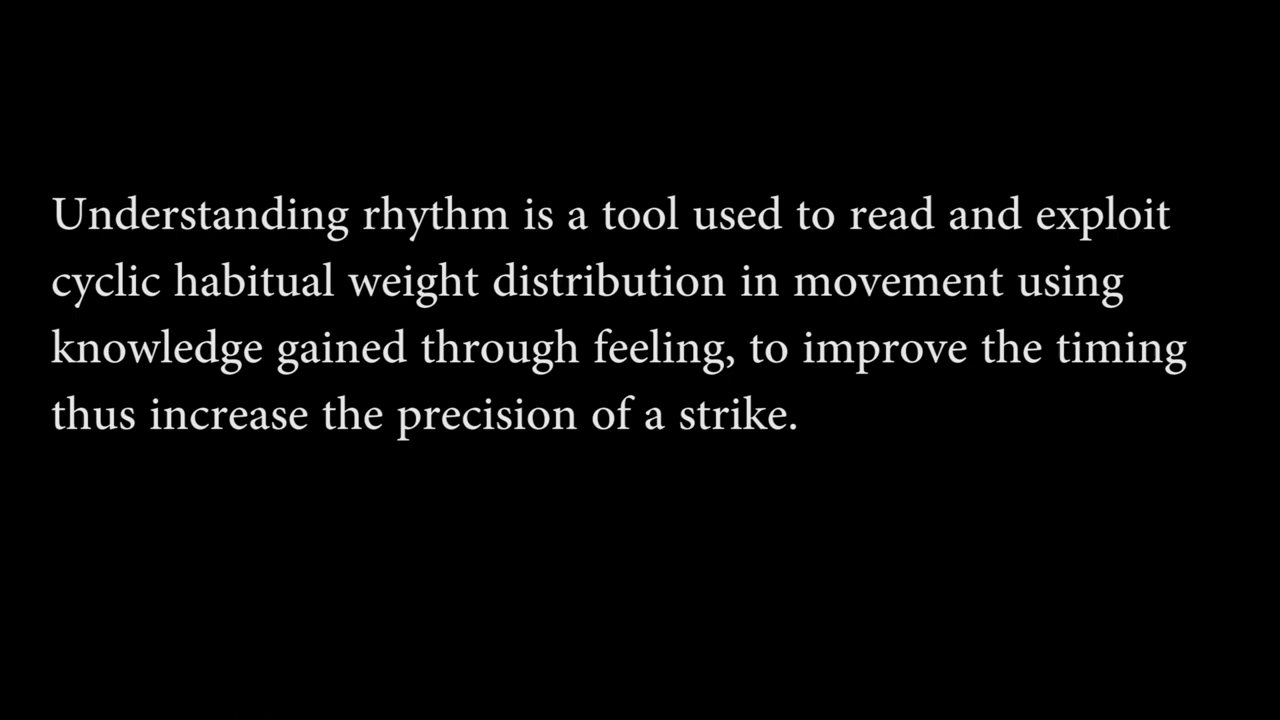 Understanding rhythm is a tool used to read and exploit
cyclic habitual weight distribution in movement using
knowledge gained through feeling, to improve the timing
thus increase the precision of a strike.